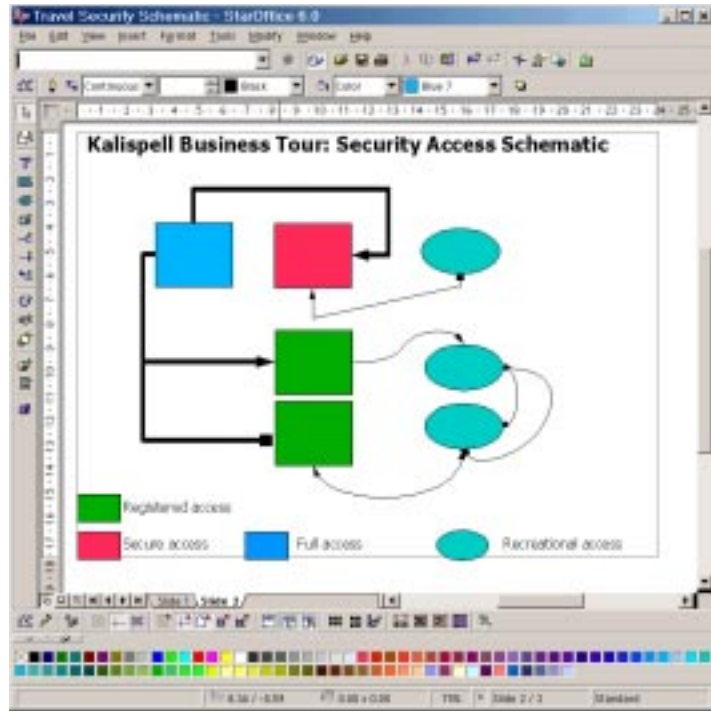 Travel Security Schematic - StarOffice 6.0
File Edit View Insert Format Tools Modify Window Help
Continuous Black Color Blue 7
Kalispell Business Tour: Security Access Schematic
Registered access
Secure access Full access Recreational access
Slide 1 Slide 2
Slide 2 / 3 Standard